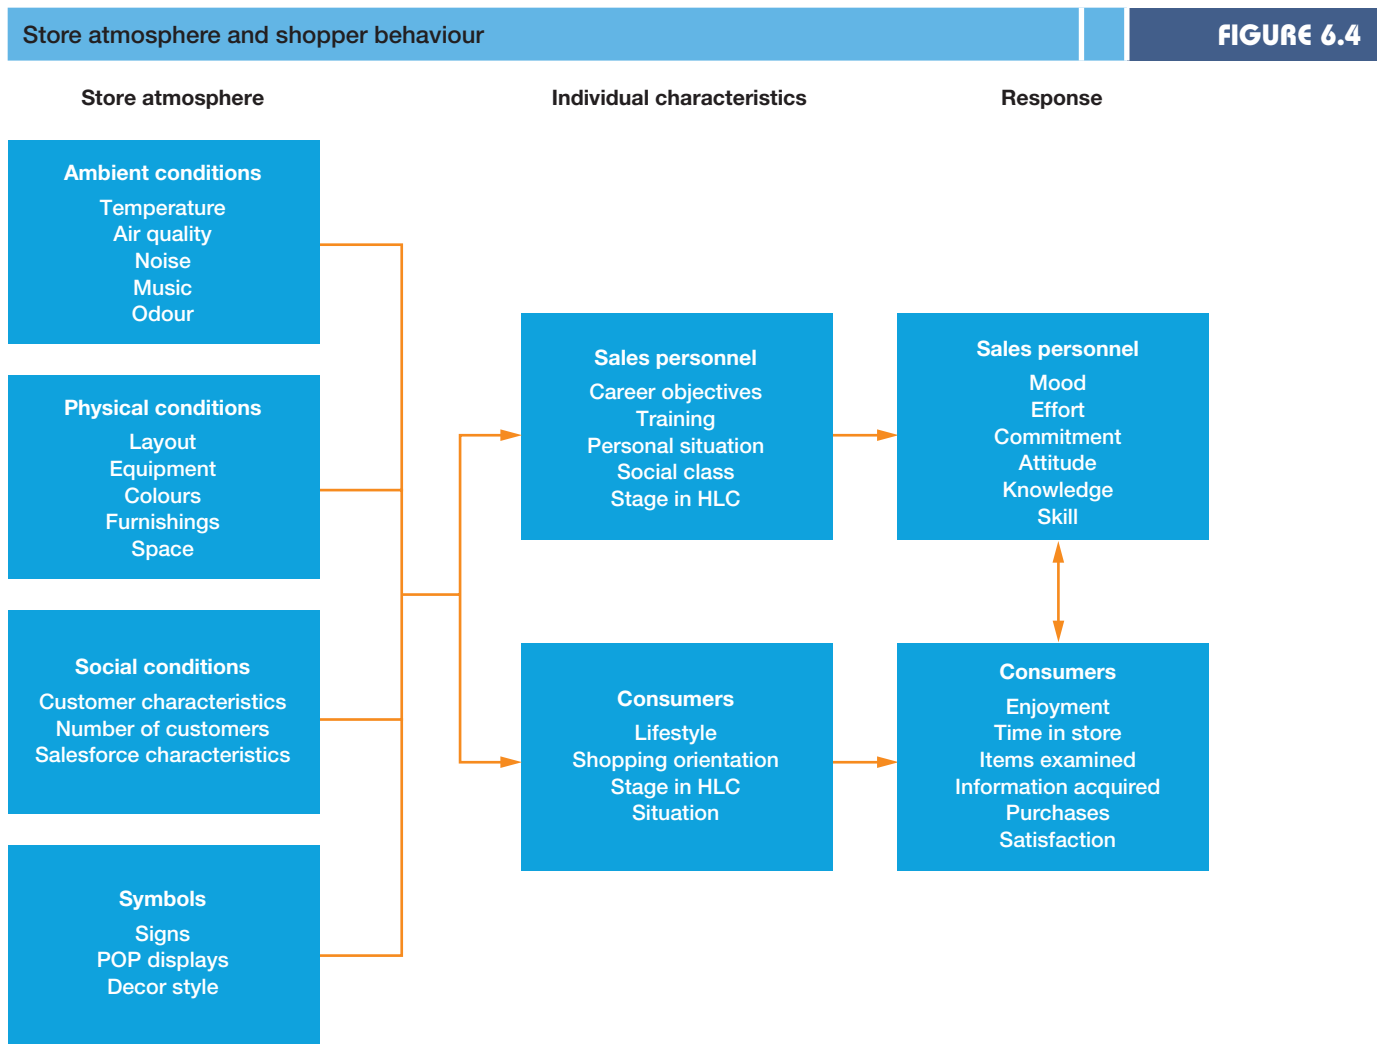 Store atmosphere and shopper behaviour
FIGURE 6.4
Store atmosphere
Individual characteristics
Response
Ambient conditions
Temperature
Air quality
Noise
Music
Odour
Physical conditions
Layout
Equipment
Colours
Furnishings
Space
Social conditions
Customer characteristics
Number of customers
Salesforce characteristics
Symbols
Signs
POP displays
Decor style
Sales personnel
Career objectives
Training
Personal situation
Social class
Stage in HLC
Consumers
Lifestyle
Shopping orientation
Stage in HLC
Situation
Sales personnel
Mood
Effort
Commitment
Attitude
Knowledge
Skill
Consumers
Enjoyment
Time in store
Items examined
Information acquired
Purchases
Satisfaction